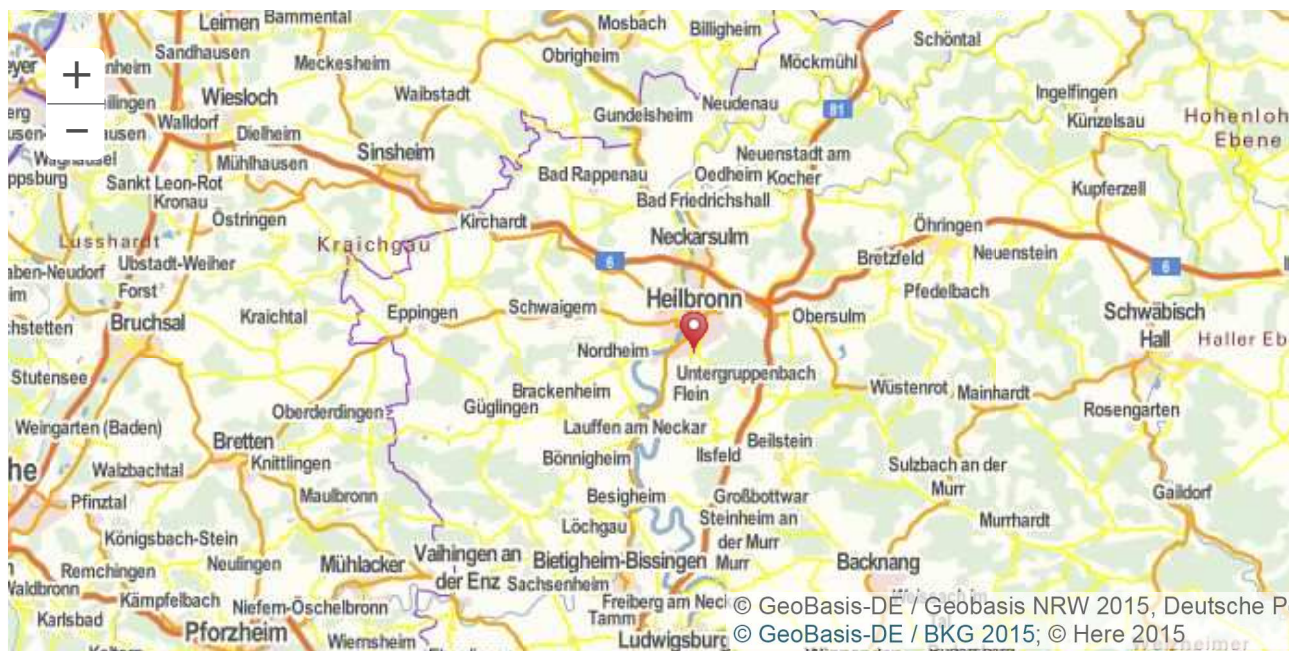 Leimen
Bammental
Mosbach
Billigheim
Schöntal
Sandhausen
Meckesheim
Obrigheim
Möckmühl
+
Wiesloch
Waibstadt
Gundelsheim
Neudenau
81
Ingelfingen
Künzelsau
Ebene
Walldorf
Dielheim
Sinsheim
Neuenstadt am
Kocher
−
Mühlhausen
Bad Rappenau
Oedheim
Sankt Leon-Rot
Kronau
Bad Friedrichshall
Kupferzell
Östringen
Kirchardt
Neckarsulm
Öhringen
Lusshardt
Kraichgau
Bretzfeld
Neuenstein
Ubstadt-Weiher
6
6
Forst
Heilbronn
Pfedelbach
Bruchsal
Kraichtal
Eppingen
Schwaigern
Obersulm
Schwäbisch
Hall
Nordheim
Stutensee
Untergruppenbach
Brackenheim
Flein
Wüstenrot
Mainhardt
Oberderdingen
Güglingen
Rosengarten
Weingarten (Baden)
Lauffen am Neckar
Bretten
Beilstein
Walzbachtal
Knittlingen
Bönnigheim
Ilsfeld
Sulzbach an der
Murr
Pfinztal
Maulbronn
Besigheim
Großbottwar
Gaildorf
Löchgau
Steinheim an
der Murr
Murrhardt
Königsbach-Stein
Remchingen
Neulingen
Mühlacker
Vaihingen an
der Enz
Bietigheim-Bissingen
Murr
Backnang
Sachsenheim
Karlsbad
Kämpfelbach
Niefern-Öschelbronn
Freiberg am Neck
Tamm
Pforzheim
Wiernsheim
Ludwigsburg
© GeoBasis-DE / Geobasis NRW 2015, Deutsche P
© GeoBasis-DE / BKG 2015; © Here 2015